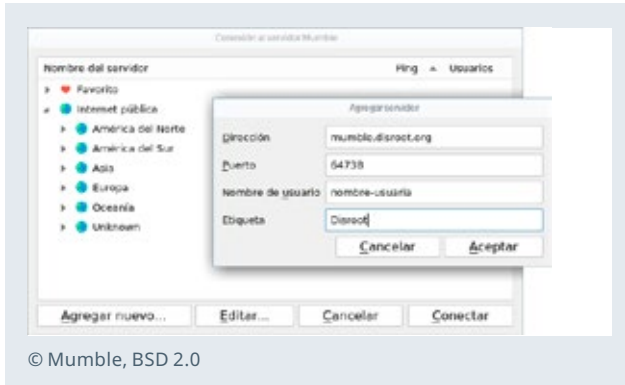 Conexión al servidor Mumble
Nombre del servidor Ping Usuarios
Favorito
Internet pública
América del Norte
América del Sur
Asia
Europa
Oceanía
Unknown
Agregar servidor
Dirección mumble.disroot.org
Puerto 64738
Nombre de usuario nombre-usuaria
Etiqueta Disroot
Cancelar Aceptar
Agregar nuevo... Editar... Cancelar Conectar
© Mumble, BSD 2.0